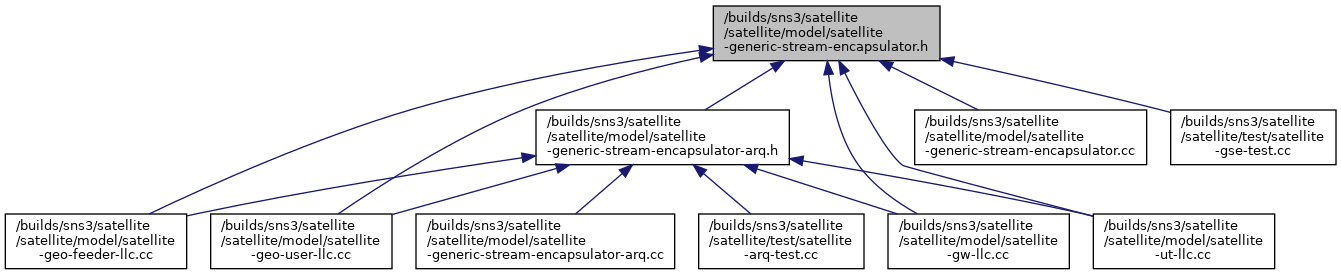 /builds/sns3/satellite
/satellite/model/satellite
-generic-stream-encapsulator.h
/builds/sns3/satellite
/satellite/model/satellite
-generic-stream-encapsulator-arq.h
/builds/sns3/satellite
/satellite/model/satellite
-generic-stream-encapsulator.cc
/builds/sns3/satellite
/satellite/test/satellite
-gse-test.cc
/builds/sns3/satellite
/satellite/model/satellite
-geo-feeder-llc.cc
/builds/sns3/satellite
/satellite/model/satellite
-geo-user-llc.cc
/builds/sns3/satellite
/satellite/model/satellite
-generic-stream-encapsulator-arq.cc
/builds/sns3/satellite
/satellite/test/satellite
-arq-test.cc
/builds/sns3/satellite
/satellite/model/satellite
-gw-llc.cc
/builds/sns3/satellite
/satellite/model/satellite
-ut-llc.cc